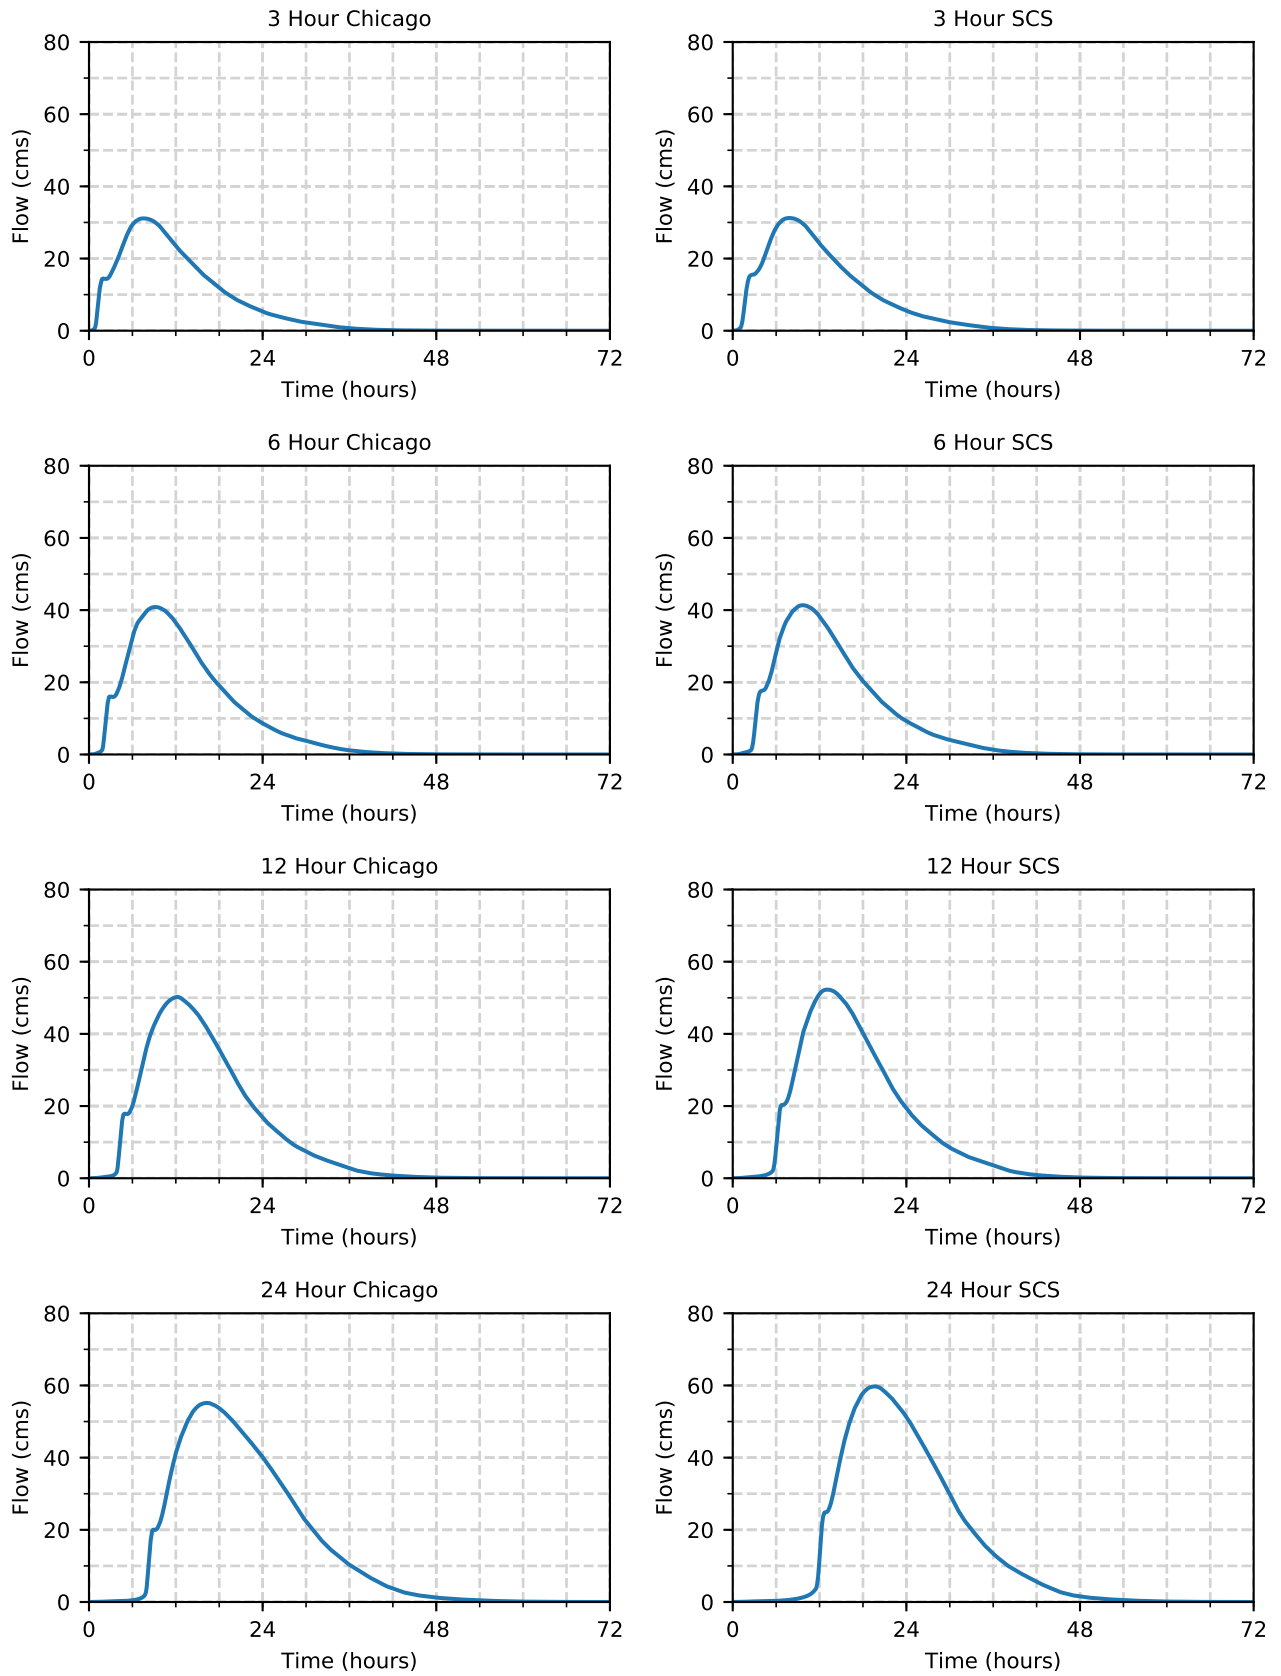 3 Hour Chicago
80
60
40
20
0
Flow (cms)
0 24 48 72
Time (hours)
3 Hour SCS
80
60
40
20
0
Flow (cms)
0 24 48 72
Time (hours)
6 Hour Chicago
80
60
40
20
0
Flow (cms)
0 24 48 72
Time (hours)
6 Hour SCS
80
60
40
20
0
Flow (cms)
0 24 48 72
Time (hours)
12 Hour Chicago
80
60
40
20
0
Flow (cms)
0 24 48 72
Time (hours)
12 Hour SCS
80
60
40
20
0
Flow (cms)
0 24 48 72
Time (hours)
24 Hour Chicago
80
60
40
20
0
Flow (cms)
0 24 48 72
Time (hours)
24 Hour SCS
80
60
40
20
0
Flow (cms)
0 24 48 72
Time (hours)